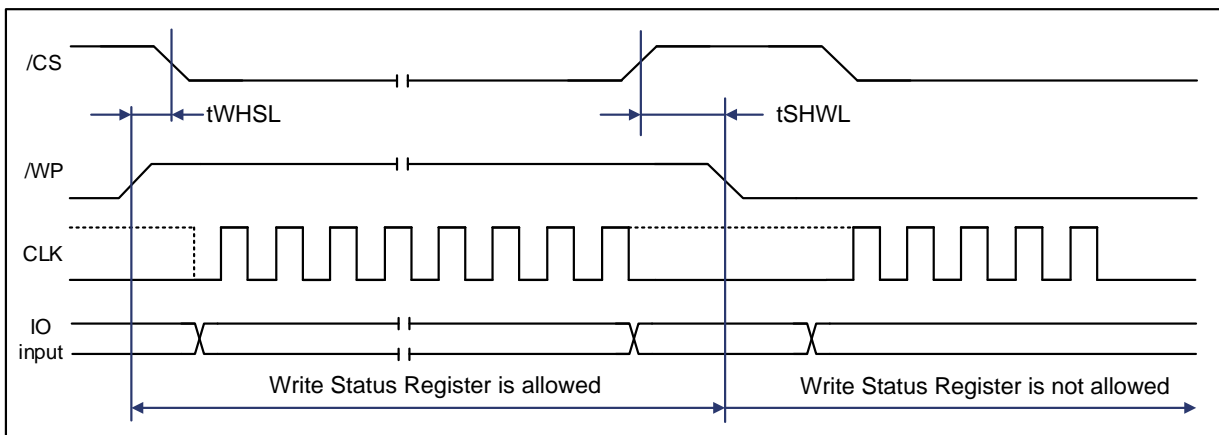 /CS
tWHSL
tSHWL
/WP
CLK
IO
input
Write Status Register is allowed
Write Status Register is not allowed